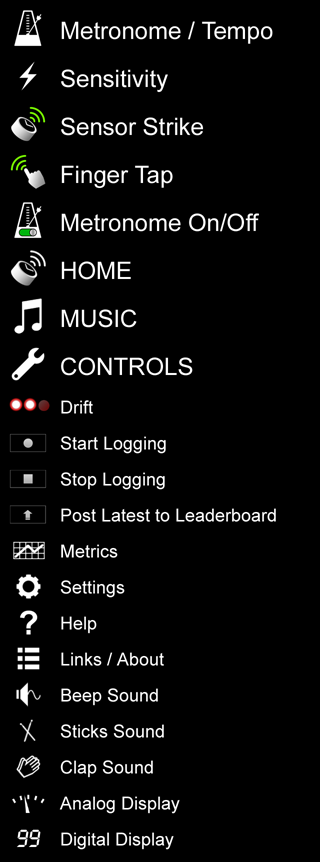 Metronome / Tempo
Sensitivity
Sensor Strike
Finger Tap
Metronome On/Off
HOME
MUSIC
CONTROLS
Drift
Start Logging
Stop Logging
Post Latest to Leaderboard
Metrics
Settings
? Help
Links / About
Beep Sound
Sticks Sound
Clap Sound
Analog Display
99 Digital Display